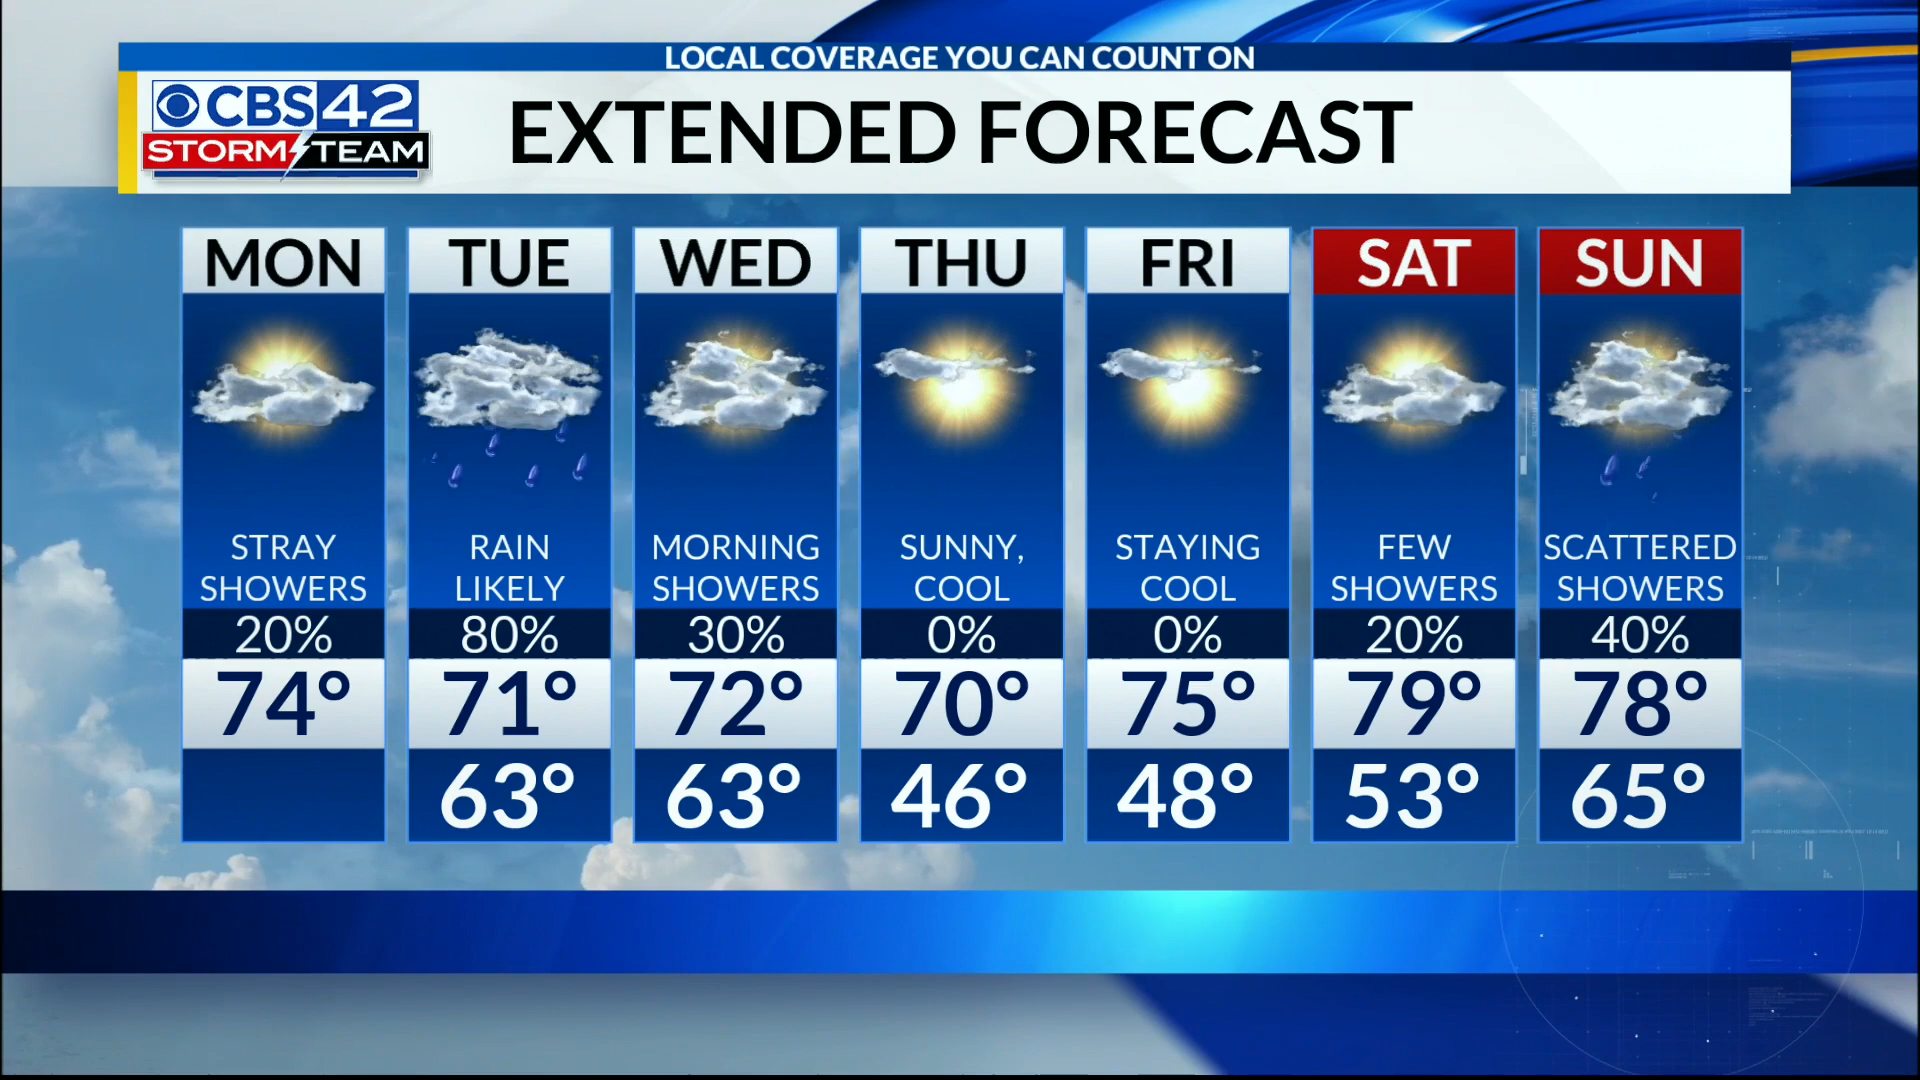 LOCAL COVERAGE YOU CAN COUNT ON
CBS 42
STORM TEAM
EXTENDED FORECAST
MON TUE WED THU FRI SAT SUN
STRAY RAIN MORNING SUNNY, STAYING FEW SCATTERED
SHOWERS LIKELY SHOWERS COOL COOL SHOWERS SHOWERS
20% 80% 30% 0% 0% 20% 40%
74° 71° 72° 70° 75° 79° 78°
63° 63° 46° 48° 53° 65°